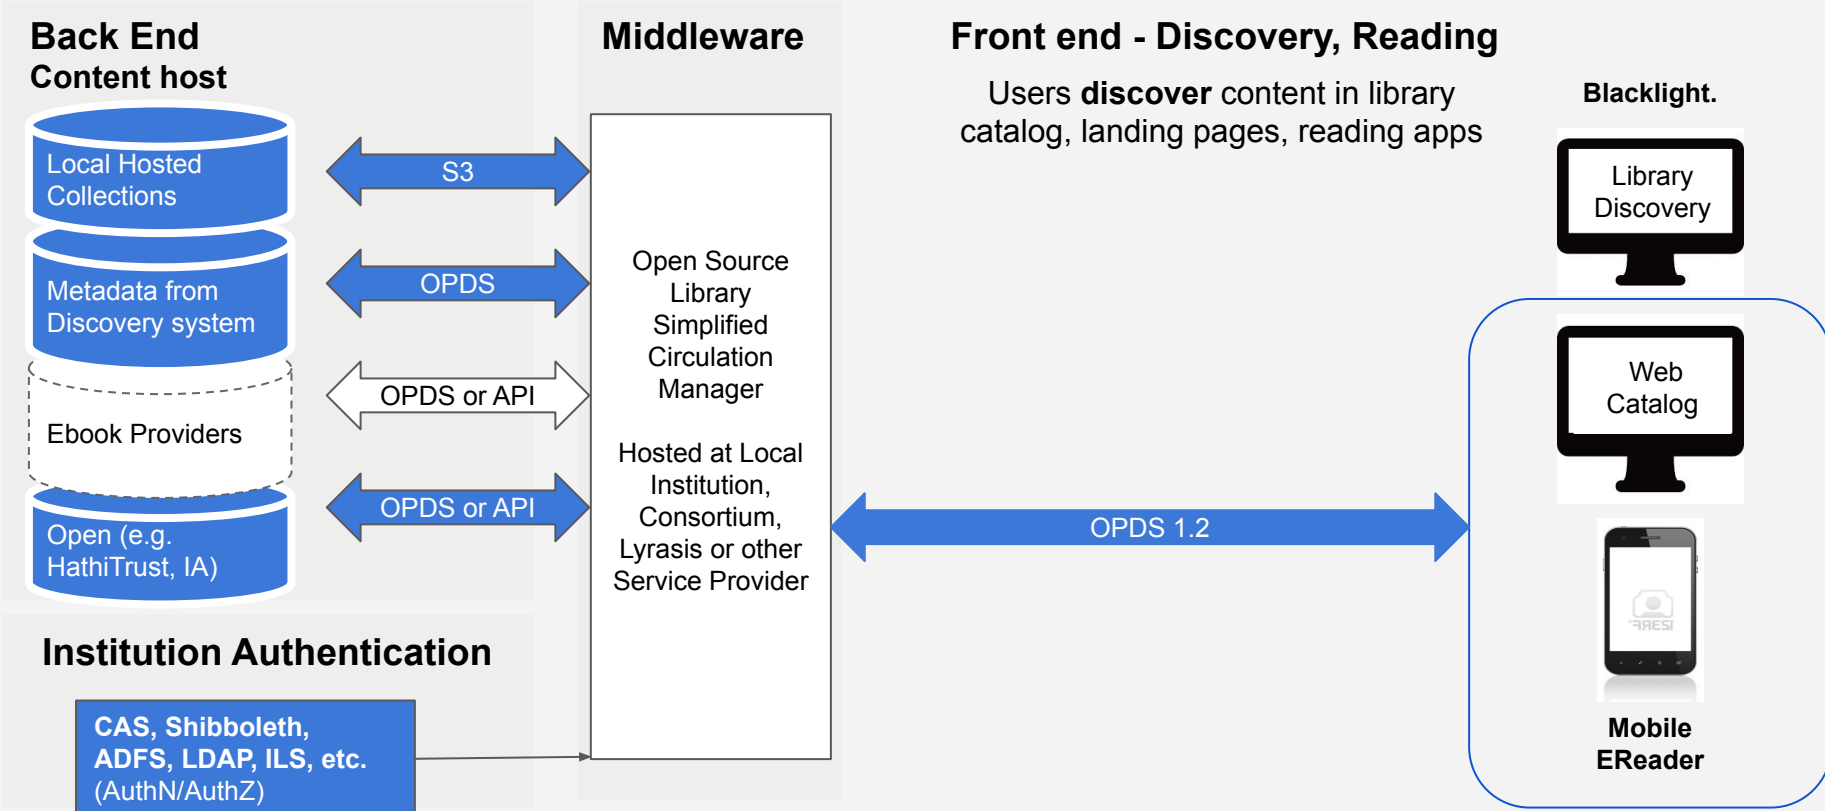 Back End
Content host
Local Hosted
Collections
Metadata from
Discovery system
Ebook Providers
Open (e.g.
HathiTrust, IA)
S3
OPDS
OPDS or API
OPDS or API
Institution Authentication
CAS, Shibboleth,
ADFS, LDAP, ILS, etc.
(AuthN/AuthZ)
Middleware
Open Source
Library
Simplified
Circulation
Manager
Hosted at Local
Institution,
Consortium,
Lyrasis or other
Service Provider
OPDS 1.2
Front end - Discovery, Reading
Users discover content in library
catalog, landing pages, reading apps
Blacklight.
Library
Discovery
Web
Catalog
Mobile
EReader